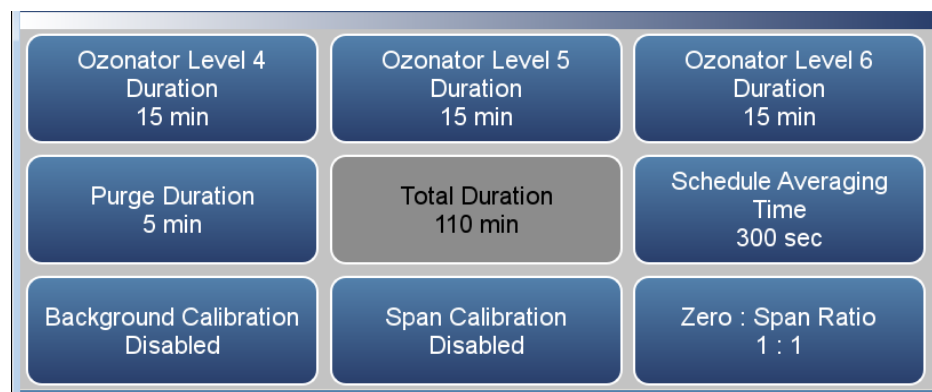 Ozonator Level 4
Duration
15 min
Ozonator Level 5
Duration
15 min
Ozonator Level 6
Duration
15 min
Purge Duration
5 min
Total Duration
110 min
Schedule Averaging
Time
300 sec
Background Calibration
Disabled
Span Calibration
Disabled
Zero : Span Ratio
1 : 1